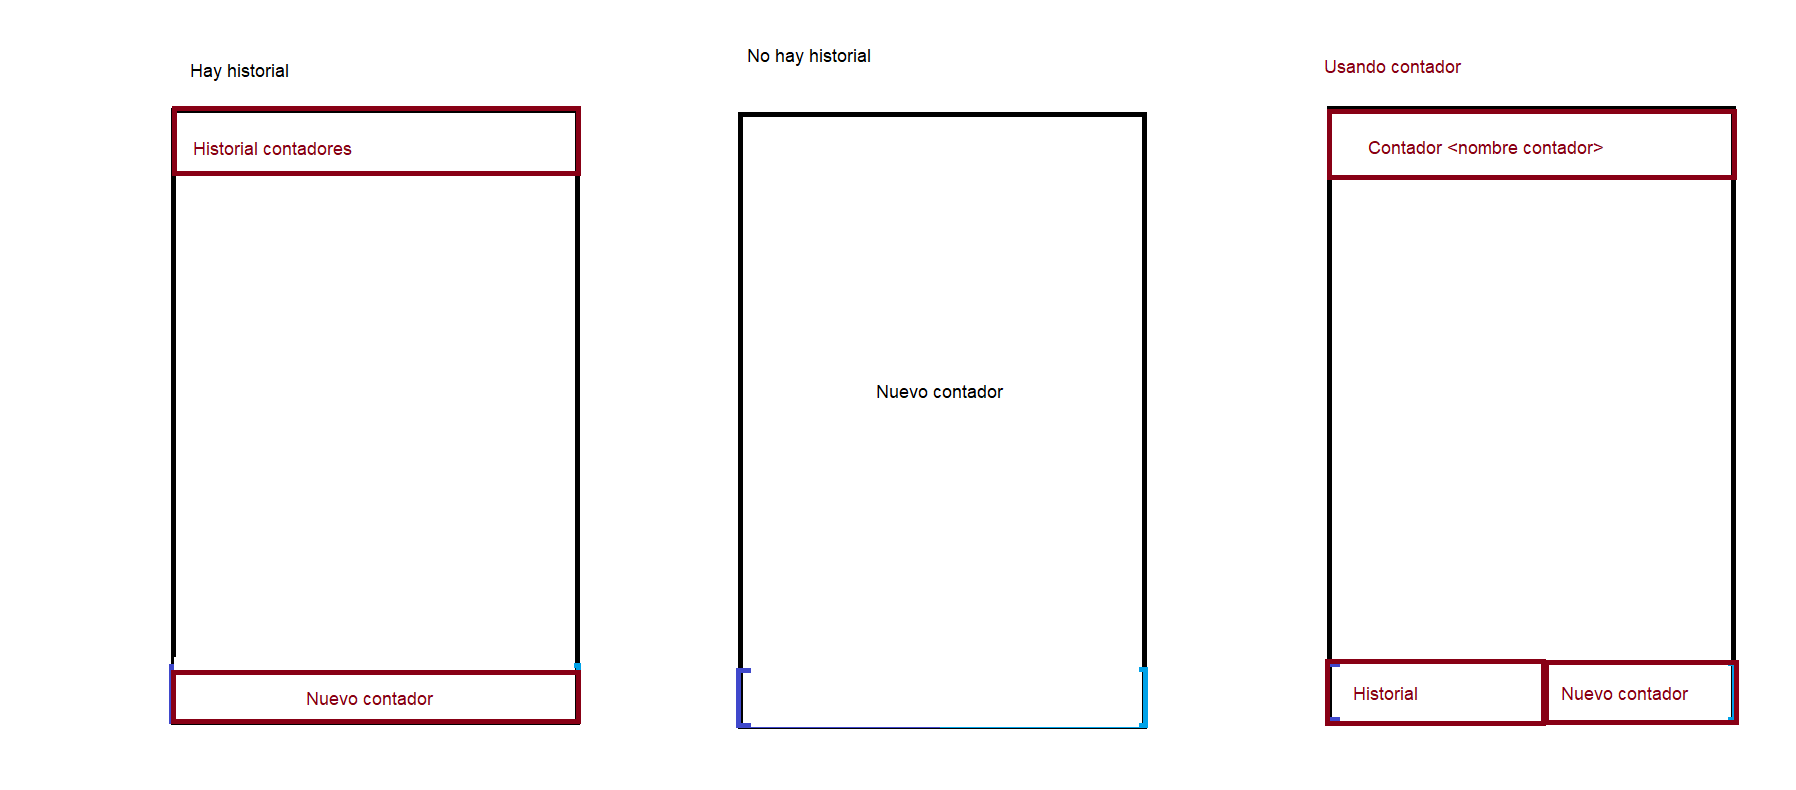 Hay historial
Historial contadores
Nuevo contador
No hay historial
Nuevo contador
Usando contador
Contador <nombre contador>
Historial
Nuevo contador